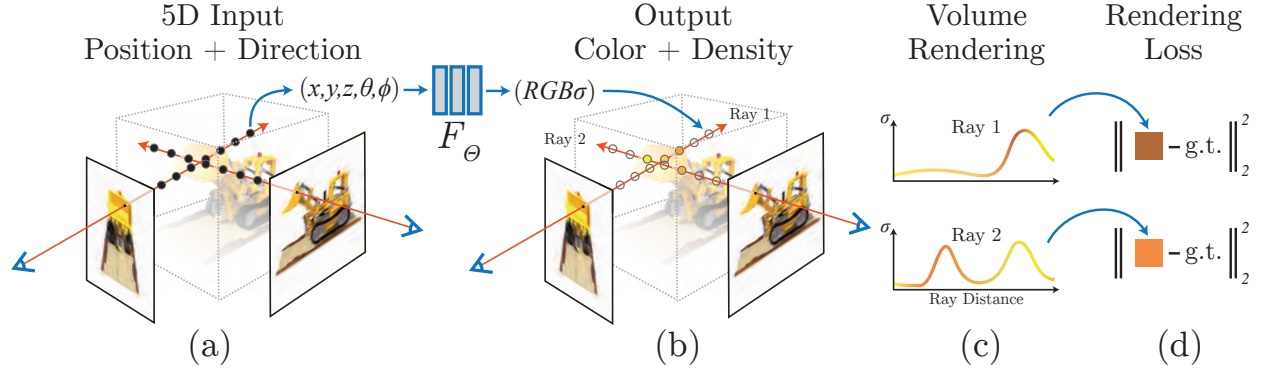 5D Input
Position + Direction
Output
Color + Density
Volume
Rendering
Rendering
Loss
(x,y,z,θ,ϕ)
F_Θ
(RGBσ)
Ray 1
Ray 2
σ
Ray 1
‖ – g.t. ‖₂²
σ
Ray 2
Ray Distance
‖ – g.t. ‖₂²
(a)
(b)
(c)
(d)